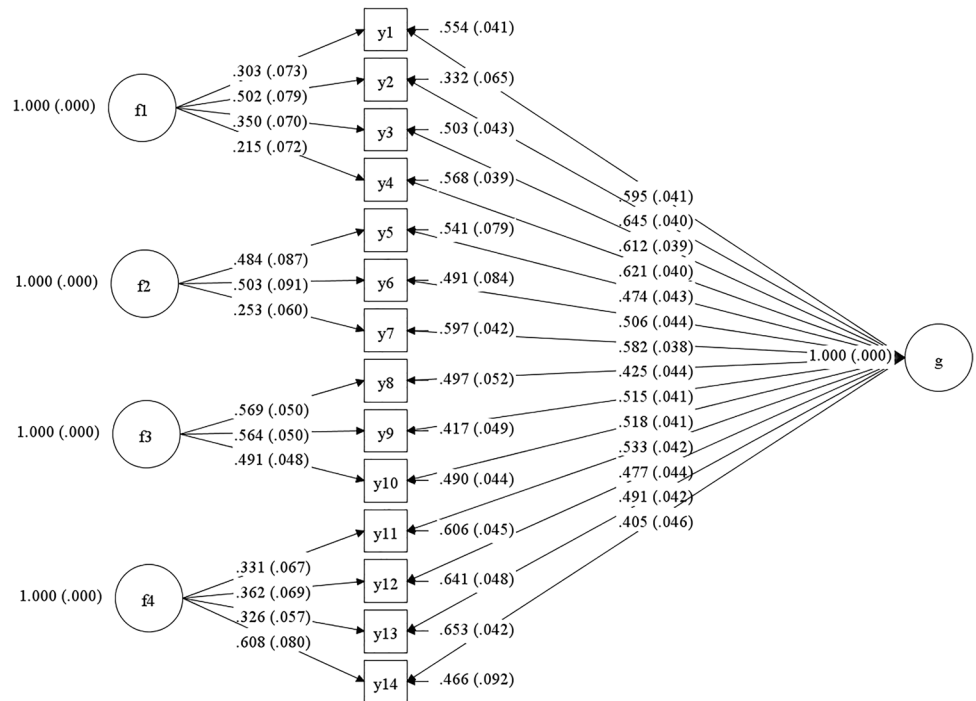 y1
.554 (.041)
.303 (.073)
y2
.332 (.065)
1.000 (.000)
f1
.502 (.079)
.350 (.070)
y3
.503 (.043)
.215 (.072)
y4
.568 (.039)
.595 (.041)
.645 (.040)
y5
.541 (.079)
.612 (.039)
.484 (.087)
.621 (.040)
1.000 (.000)
f2
.503 (.091)
y6
.491 (.084)
.474 (.043)
.253 (.060)
.506 (.044)
y7
.597 (.042)
.582 (.038)
1.000 (.000)
g
.425 (.044)
y8
.497 (.052)
.515 (.041)
.569 (.050)
.518 (.041)
1.000 (.000)
f3
.564 (.050)
y9
.417 (.049)
.533 (.042)
.491 (.048)
.477 (.044)
y10
.490 (.044)
.491 (.042)
.405 (.046)
y11
.606 (.045)
.331 (.067)
y12
.641 (.048)
1.000 (.000)
f4
.362 (.069)
.326 (.057)
y13
.653 (.042)
.608 (.080)
y14
.466 (.092)